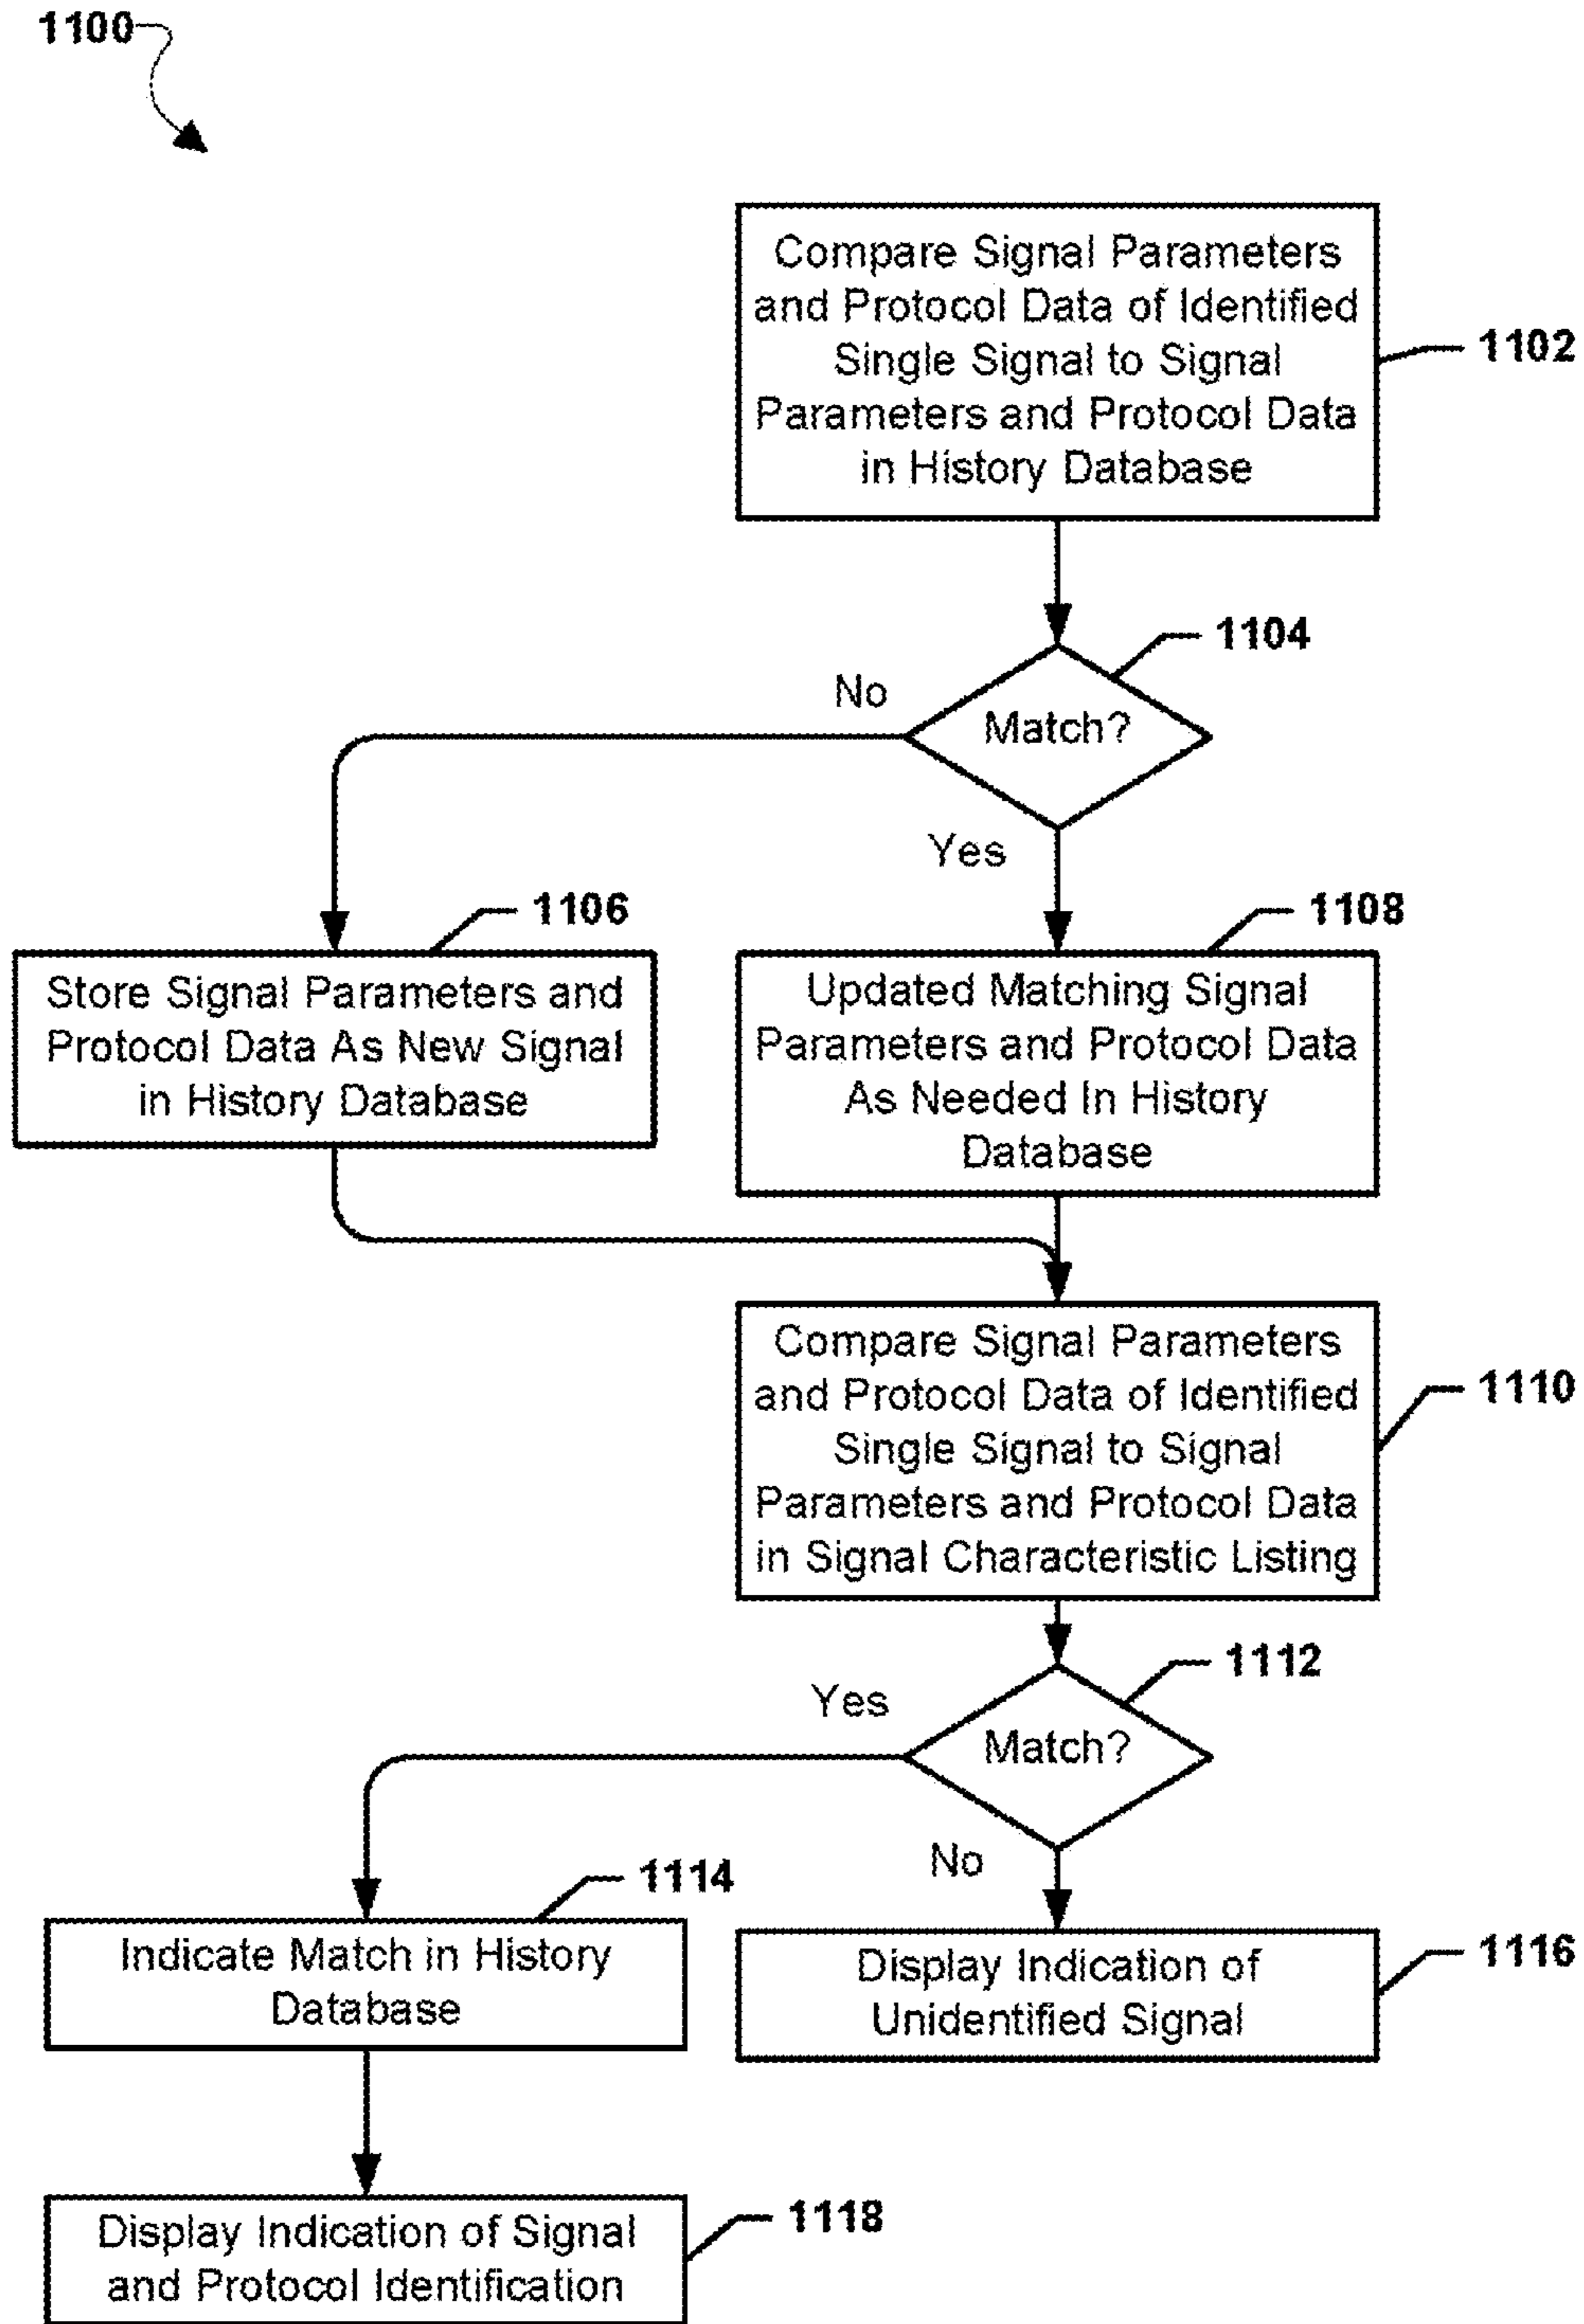 1100
Compare Signal Parameters
and Protocol Data of Identified
Single Signal to Signal
Parameters and Protocol Data
in History Database
1102
1104
No
Match?
Yes
1106
1108
Store Signal Parameters and
Protocol Data As New Signal
in History Database
Updated Matching Signal
Parameters and Protocol Data
As Needed In History
Database
Compare Signal Parameters
and Protocol Data of Identified
Single Signal to Signal
Parameters and Protocol Data
in Signal Characteristic Listing
1110
1112
Yes
Match?
No
1114
Indicate Match in History
Database
Display Indication of
Unidentified Signal
1116
Display Indication of Signal
and Protocol Identification
1118